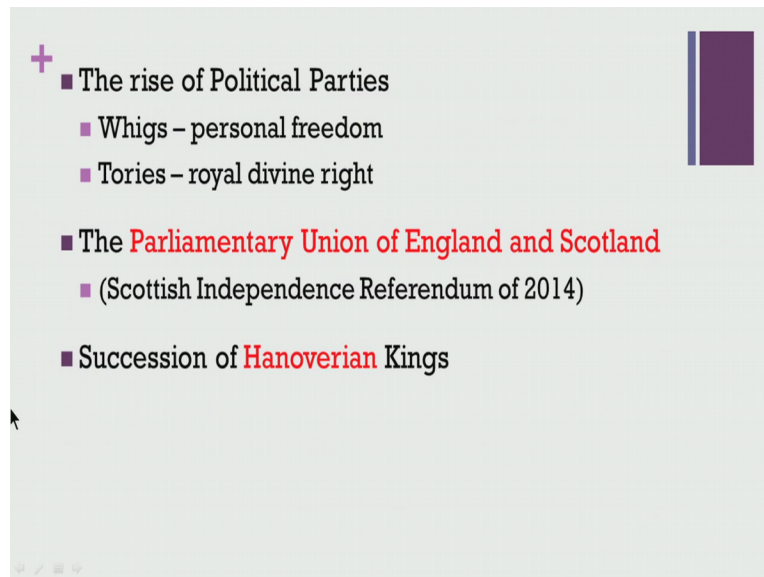 The rise of Political Parties
Whigs – personal freedom
Tories – royal divine right
The Parliamentary Union of England and Scotland
(Scottish Independence Referendum of 2014)
Succession of Hanoverian Kings